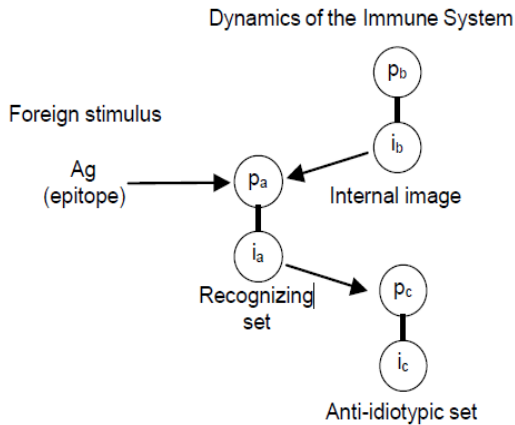 Dynamics of the Immune System
pb
Foreign stimulus
ib
Ag
(epitope)
pa
Internal image
ia
Recognizing
set
pc
ic
Anti-idiotypic set